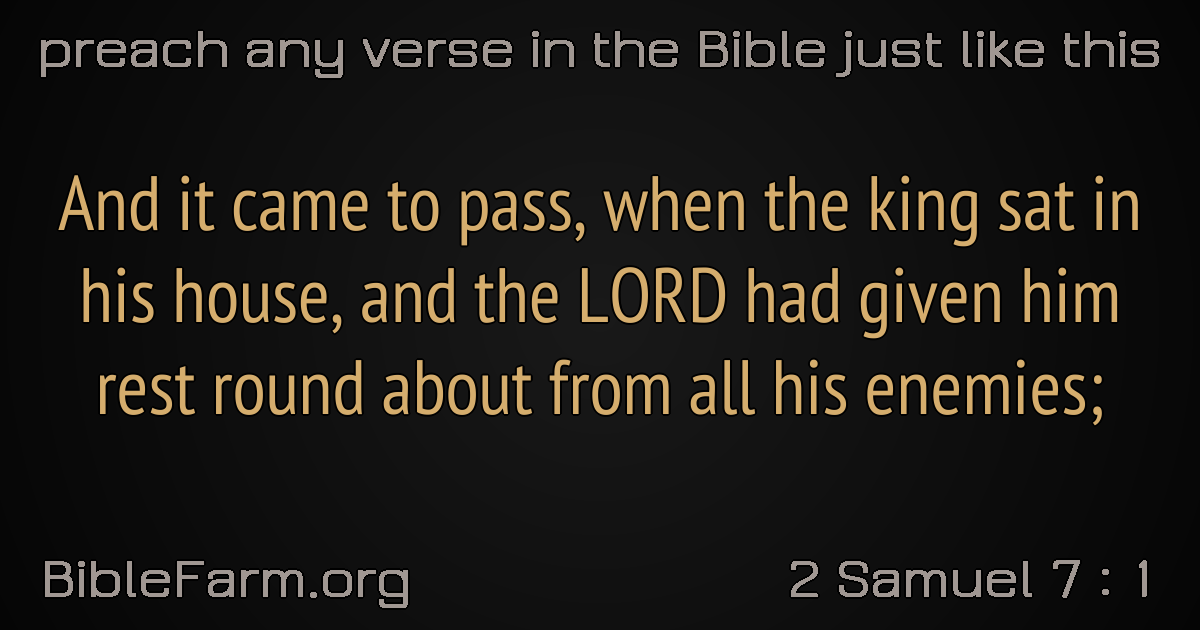 preach any verse in the Bible just like this
And it came to pass, when the king sat in
his house, and the LORD had given him
rest round about from all his enemies;
BibleFarm.org
2 Samuel 7 : 1